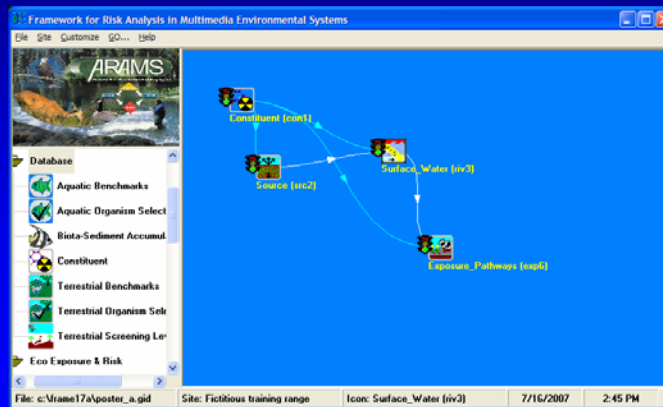 Framework for Risk Analysis in Multimedia Environmental Systems
File Site Customize GO... Help
ARAMS
Database
Aquatic Benchmarks
Aquatic Organism Select
Biota-Sediment Accumul
Constituent
Terrestrial Benchmarks
Terrestrial Organism Sele
Terrestrial Screening Lev
Eco Exposure & Risk
Constituent (con1)
Source (src2)
Surface_Water (riv3)
Exposure_Pathways (exp6)
File: c:\frame17a\poster_a.gid Site: Fictitious training range Icon: Surface_Water (riv3) 7/16/2007 2:45 PM